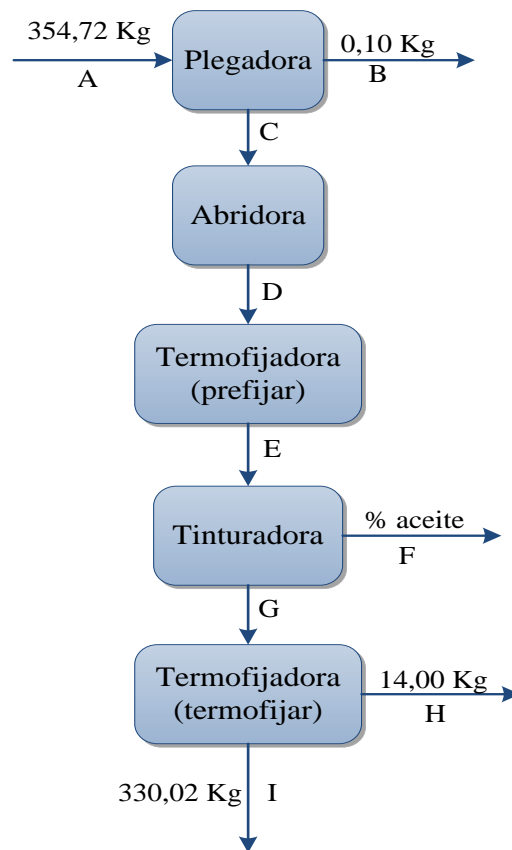 354,72 Kg
A
Plegadora
0,10 Kg
B
C
Abridora
D
Termofijadora
(prefijar)
E
Tinturadora
% aceite
F
G
Termofijadora
(termofijar)
14,00 Kg
H
330,02 Kg
I